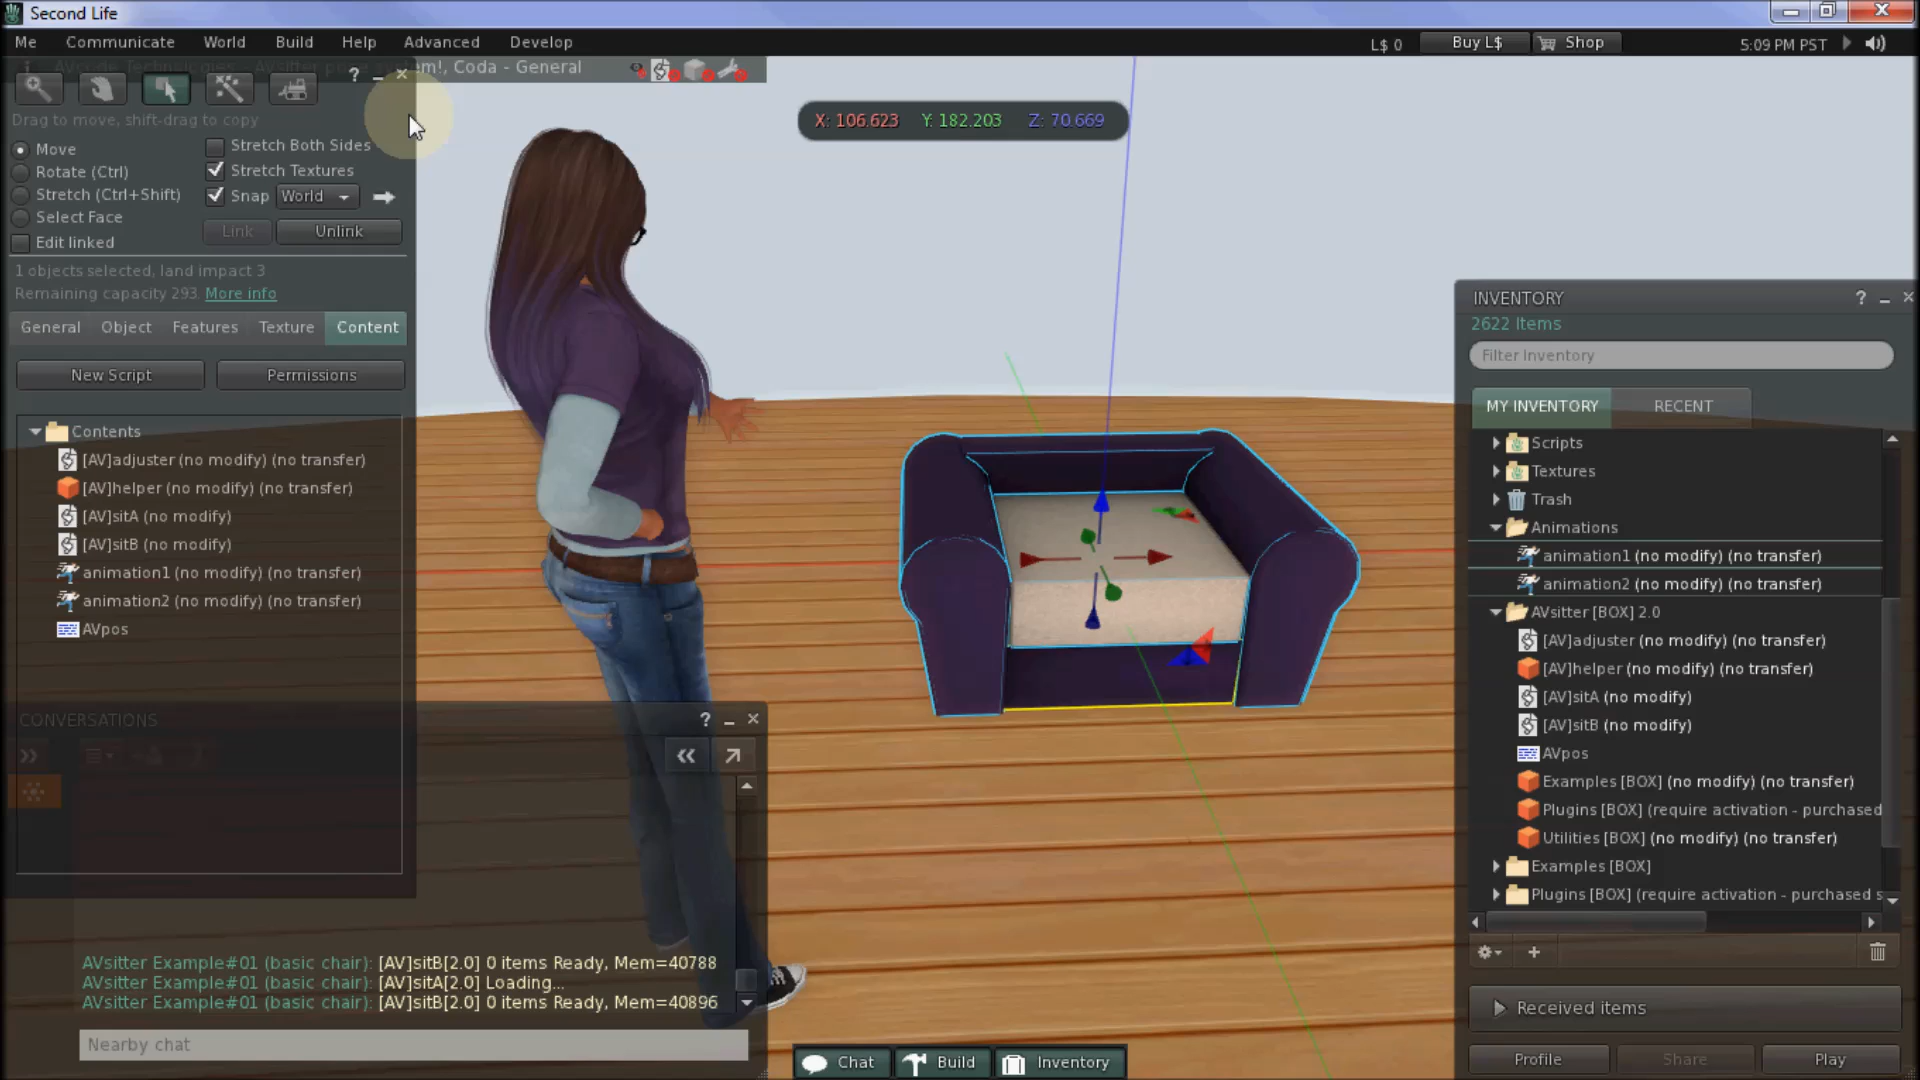 Second Life
Me Communicate World Build Help Advanced Develop
L$ 0 Buy L$ Shop 5:09 PM PST
!, Coda - General
?
Drag to move, shift-drag to copy
Move
Rotate (Ctrl)
Stretch (Ctrl+Shift)
Select Face
Edit linked
Stretch Both Sides
Stretch Textures
Snap World
Link Unlink
1 objects selected, land impact 3
Remaining capacity 293. More info
General Object Features Texture Content
New Script Permissions
Contents
[AV]adjuster (no modify) (no transfer)
[AV]helper (no modify) (no transfer)
[AV]sitA (no modify)
[AV]sitB (no modify)
animation1 (no modify) (no transfer)
animation2 (no modify) (no transfer)
AVpos
X: 106.623 Y: 182.203 Z: 70.669
CONVERSATIONS ?
AVsitter Example#01 (basic chair): [AV]sitB[2.0] 0 items Ready, Mem=40788
AVsitter Example#01 (basic chair): [AV]sitA[2.0] Loading...
AVsitter Example#01 (basic chair): [AV]sitB[2.0] 0 items Ready, Mem=40896
Nearby chat
Chat Build Inventory
INVENTORY ?
2622 Items
Filter Inventory
MY INVENTORY RECENT
Scripts
Textures
Trash
Animations
animation1 (no modify) (no transfer)
animation2 (no modify) (no transfer)
AVsitter [BOX] 2.0
[AV]adjuster (no modify) (no transfer)
[AV]helper (no modify) (no transfer)
[AV]sitA (no modify)
[AV]sitB (no modify)
AVpos
Examples [BOX] (no modify) (no transfer)
Plugins [BOX] (require activation - purchased
Utilities [BOX] (no modify) (no transfer)
Examples [BOX]
Plugins [BOX] (require activation - purchased s
Received items
Profile Share Play